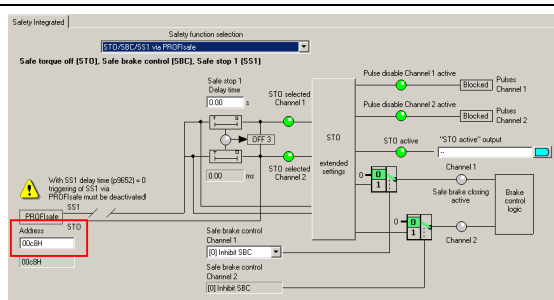 Safety Integrated
Safety function selection
STO/SBC/SS1 via PROFIsafe
Safe torque off (STO), Safe brake control (SBC), Safe stop 1 (SS1)
Safe stop 1
Delay time
0.00 s
STO selected
Channel 1
Pulse disable Channel 1 active
Blocked
Pulses
Channel 1
Pulse disable Channel 2 active
Blocked
Pulses
Channel 2
T 0
OFF 3
T 0
STO
extended
settings
STO active
"STO active" output
--
0.00 ms
STO selected
Channel 2
Channel 1
0
0
1
Safe brake closing
active
Brake
control
logic
With SS1 delay time (p9652) = 0
triggering of SS1 via
PROFIsafe must be deactivated!
SS1
PROFIsafe
STO
Address
00c8H
00c8H
0
0
1
Channel 2
Safe brake control
Channel 1
[0] Inhibit SBC
Safe brake control
Channel 2
[0] Inhibit SBC